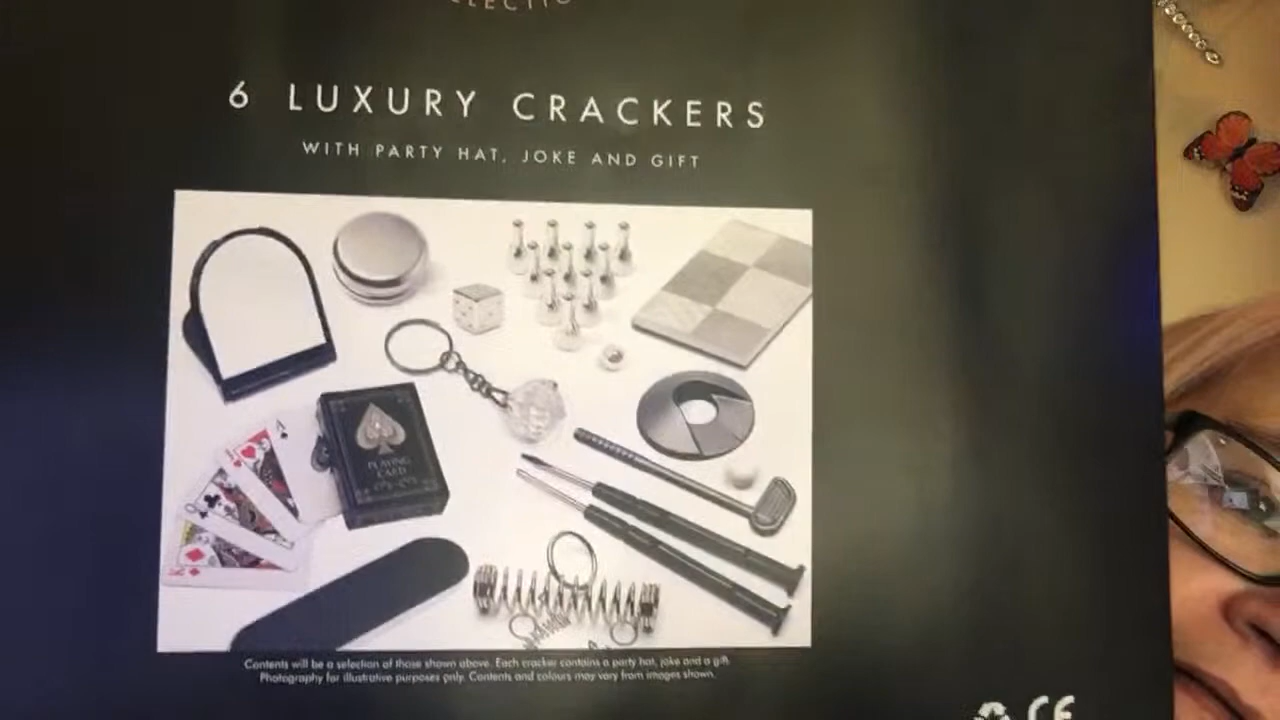 6 LUXURY CRACKERS
WITH PARTY HAT, JOKE AND GIFT
PLAYING
CARD
Contents will be a selection of those shown above. Each cracker contains a party hat, joke and a gift.
Photography for illustrative purposes only. Contents and colours may vary from images shown.
CE